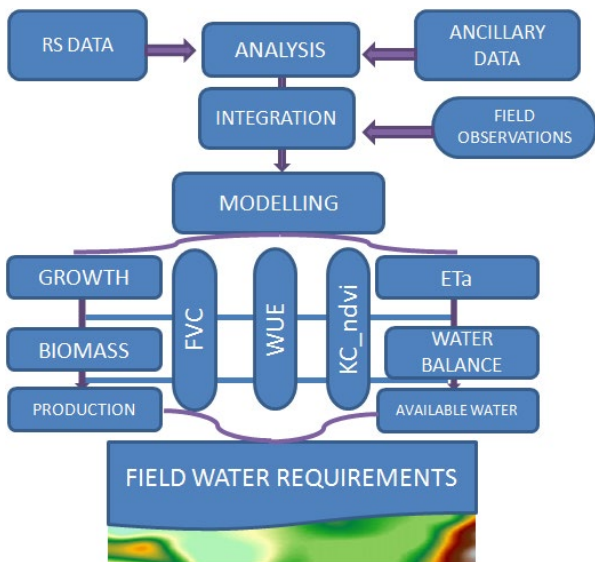 RS DATA
ANALYSIS
ANCILLARY
DATA
INTEGRATION
FIELD
OBSERVATIONS
MODELLING
GROWTH
FVC
WUE
KC_ndvi
ETa
BIOMASS
WATER
BALANCE
PRODUCTION
AVAILABLE WATER
FIELD WATER REQUIREMENTS